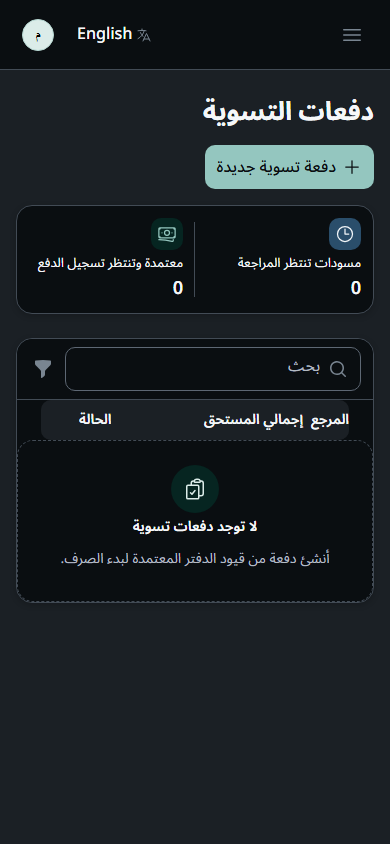 English
م
دفعات التسوية
دفعة تسوية جديدة
مسودات تنتظر المراجعة
0
معتمدة وتنتظر تسجيل الدفع
0
بحث
المرجع إجمالي المستحق الحالة
لا توجد دفعات تسوية
أنشئ دفعة من قيود الدفتر المعتمدة لبدء الصرف.